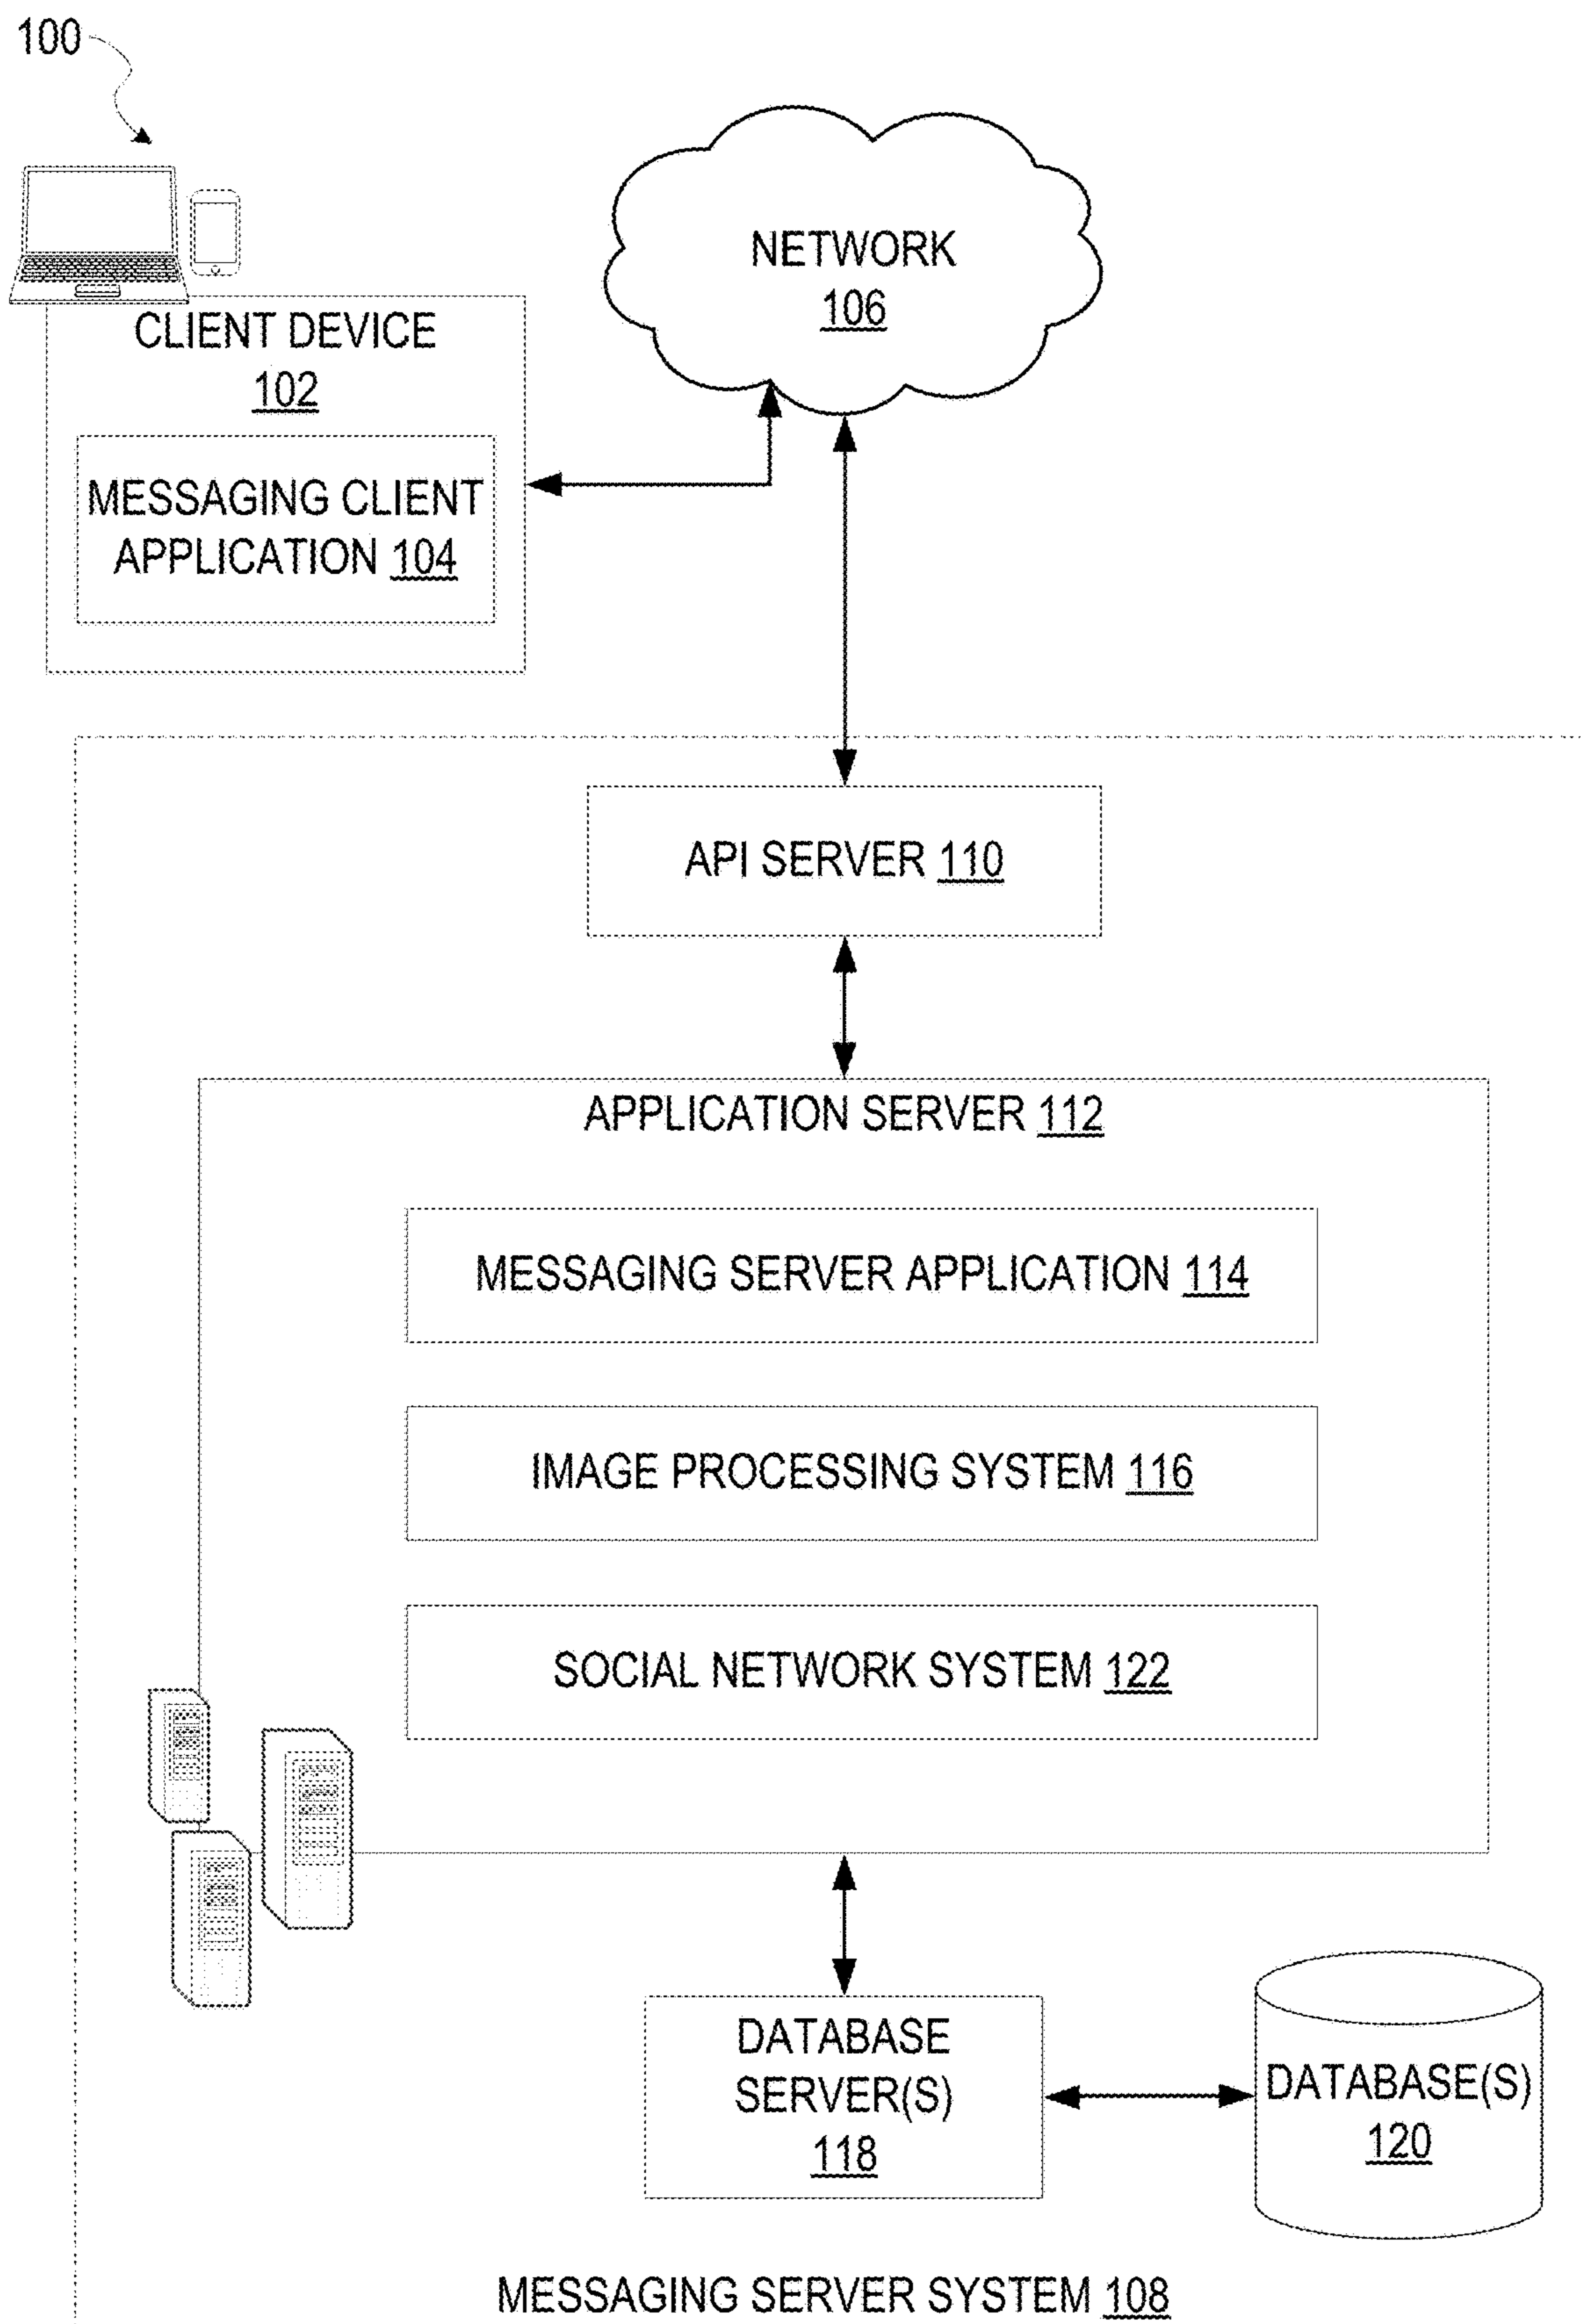 100
NETWORK
106
CLIENT DEVICE
102
MESSAGING CLIENT
APPLICATION 104
API SERVER 110
APPLICATION SERVER 112
MESSAGING SERVER APPLICATION 114
IMAGE PROCESSING SYSTEM 116
SOCIAL NETWORK SYSTEM 122
DATABASE
SERVER(S)
118
DATABASE(S)
120
MESSAGING SERVER SYSTEM 108